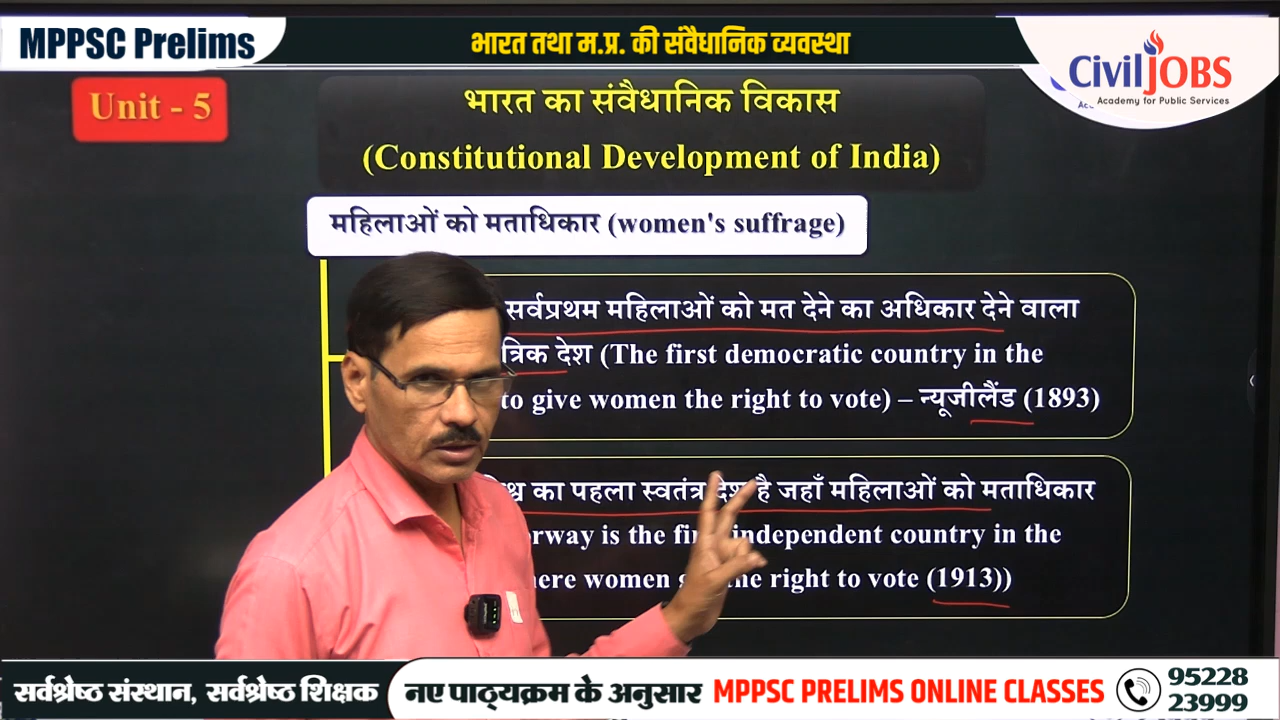 MPPSC Prelims
भारत तथा म.प्र. की संवैधानिक व्यवस्था
CivilJOBS
Academy for Public Services
Unit - 5
भारत का संवैधानिक विकास
(Constitutional Development of India)
महिलाओं को मताधिकार (women's suffrage)
सर्वप्रथम महिलाओं को मत देने का अधिकार देने वाला
देश (The first democratic country in the
to give women the right to vote) – न्यूजीलैंड (1893)
का पहला स्वतंत्र देश है जहाँ महिलाओं को मताधिकार
is the independent country in the
women the right to vote (1913))
सर्वश्रेष्ठ संस्थान, सर्वश्रेष्ठ शिक्षक
नए पाठ्यक्रम के अनुसार MPPSC PRELIMS ONLINE CLASSES
95228
23999